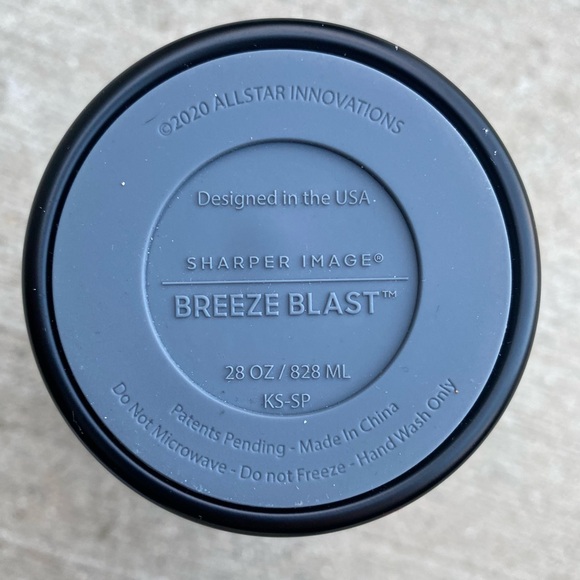 ©2020 ALLSTAR INNOVATIONS
Designed in the USA
SHARPER IMAGE®
BREEZE BLAST™
28 OZ / 828 ML
KS-SP
Patents Pending - Made In China
Do Not Microwave - Do not Freeze - Hand Wash Only